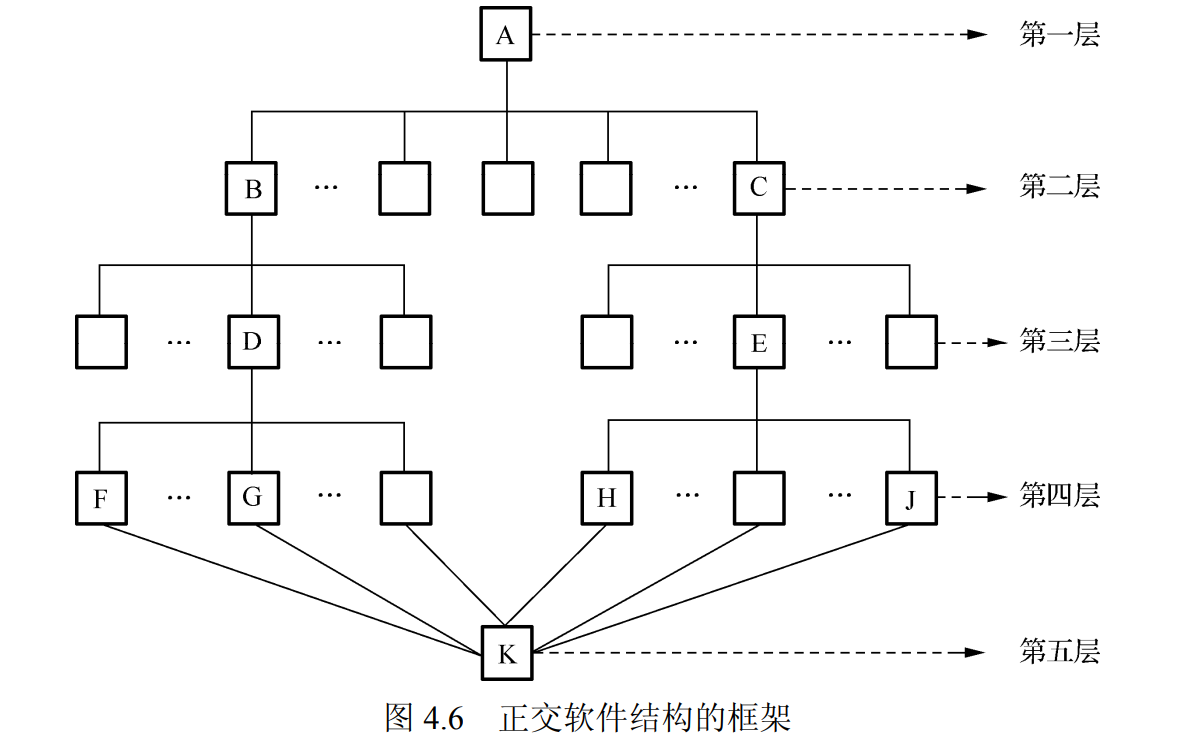 A 第一层
B … … C 第二层
… D … … E … 第三层
F … G … H … … J 第四层
K 第五层
图 4.6 正交软件结构的框架